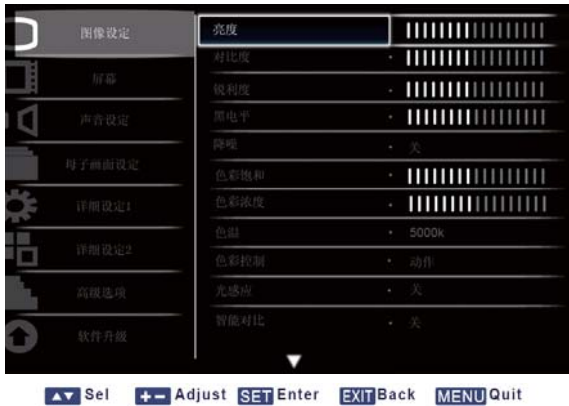 图像设定
屏幕
声音设定
母子画面设定
详细设定1
详细设定2
高级选项
软件升级
亮度
对比度
锐利度
黑电平
降噪 · 关
色彩饱和
色彩浓度
色温 · 5000k
色彩控制 · 动作
光感应 · 关
智能对比 · 关
Sel + - Adjust SET Enter EXIT Back MENU Quit